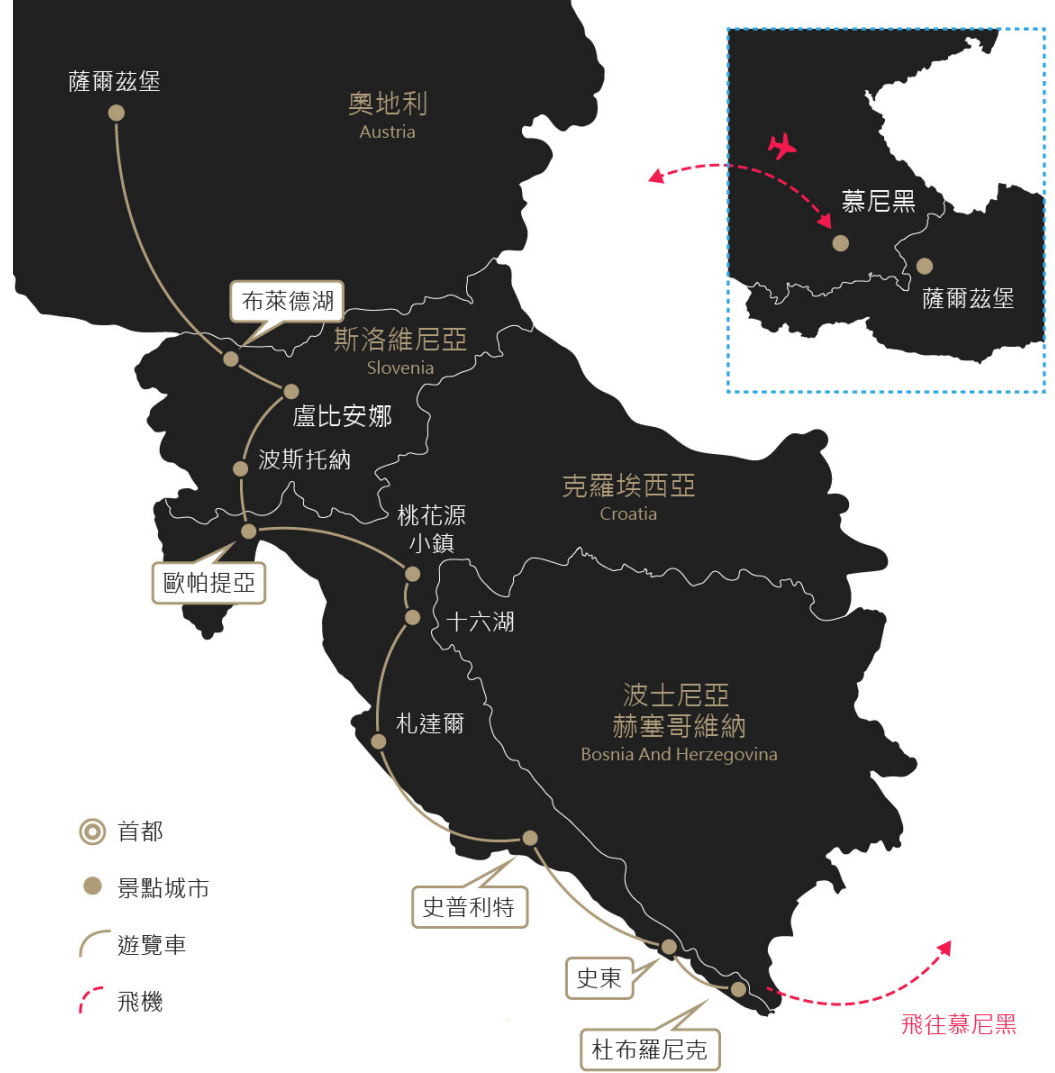 薩爾茲堡
奧地利
Austria
慕尼黑
薩爾茲堡
布萊德湖
斯洛維尼亞
Slovenia
盧比安娜
波斯托納
克羅埃西亞
Croatia
桃花源
小鎮
歐帕提亞
十六湖
波士尼亞
赫塞哥維納
Bosnia And Herzegovina
札達爾
首都
景點城市
史普利特
遊覽車
史東
飛機
飛往慕尼黑
杜布羅尼克